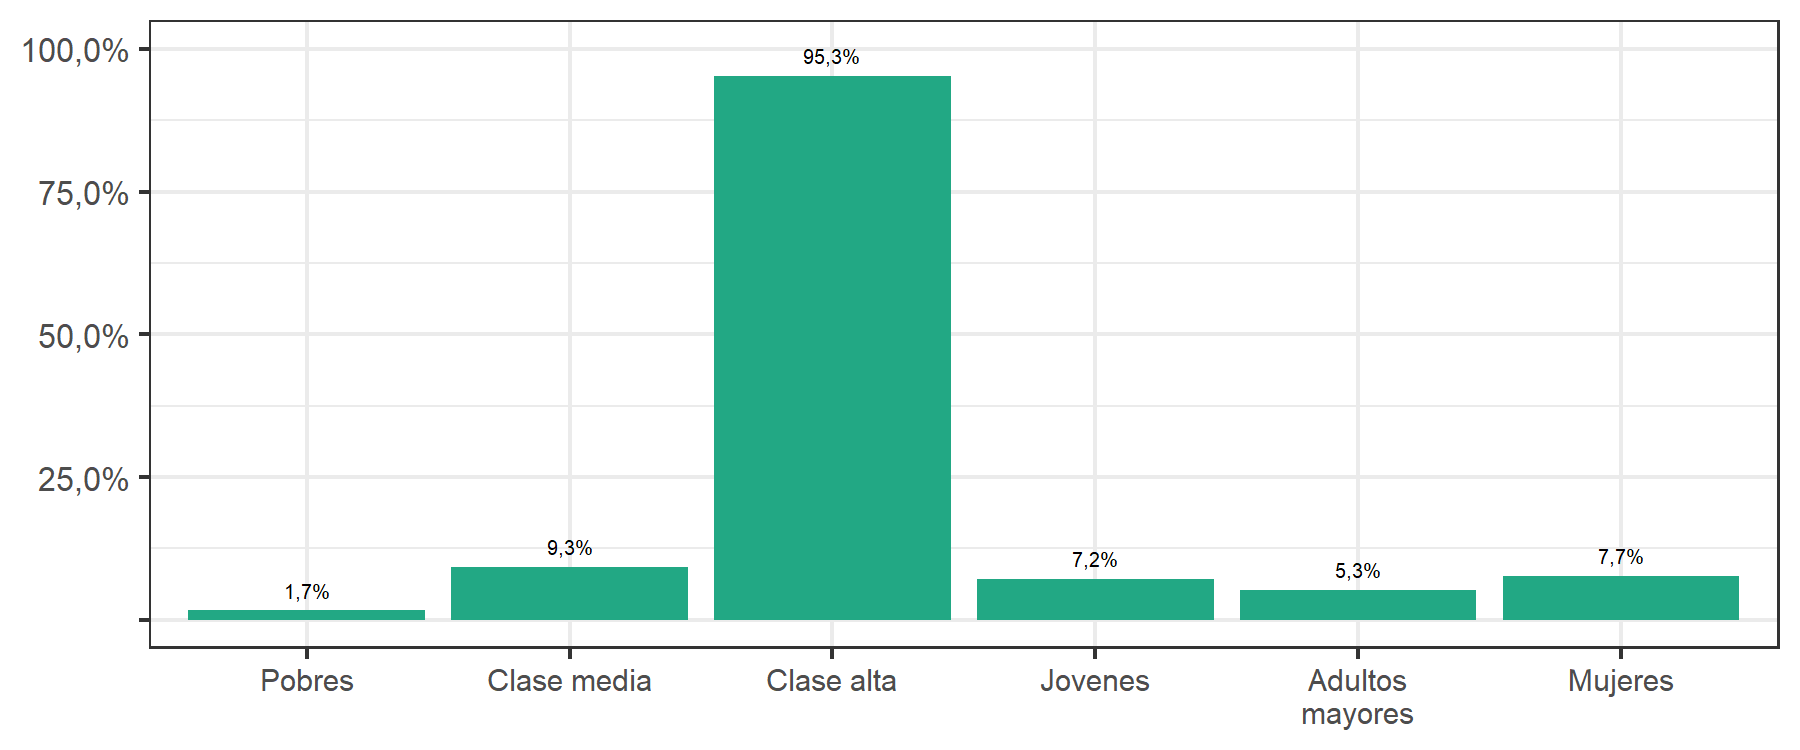 100,0%
75,0%
50,0%
25,0%
1,7%
9,3%
95,3%
7,2%
5,3%
7,7%
Pobres
Clase media
Clase alta
Jovenes
Adultos
mayores
Mujeres